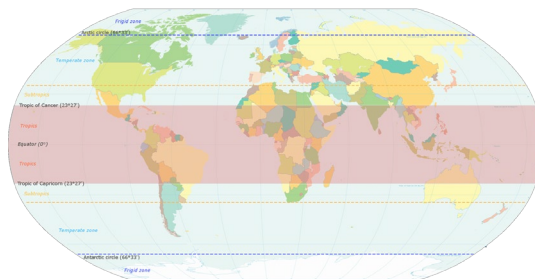 Frigid zone
Arctic circle (66°33')
Temperate zone
Subtropics
Tropic of Cancer (23°27')
Tropics
Equator (0°)
Tropics
Tropic of Capricorn (23°27')
Subtropics
Temperate zone
Antarctic circle (66°33')
Frigid zone